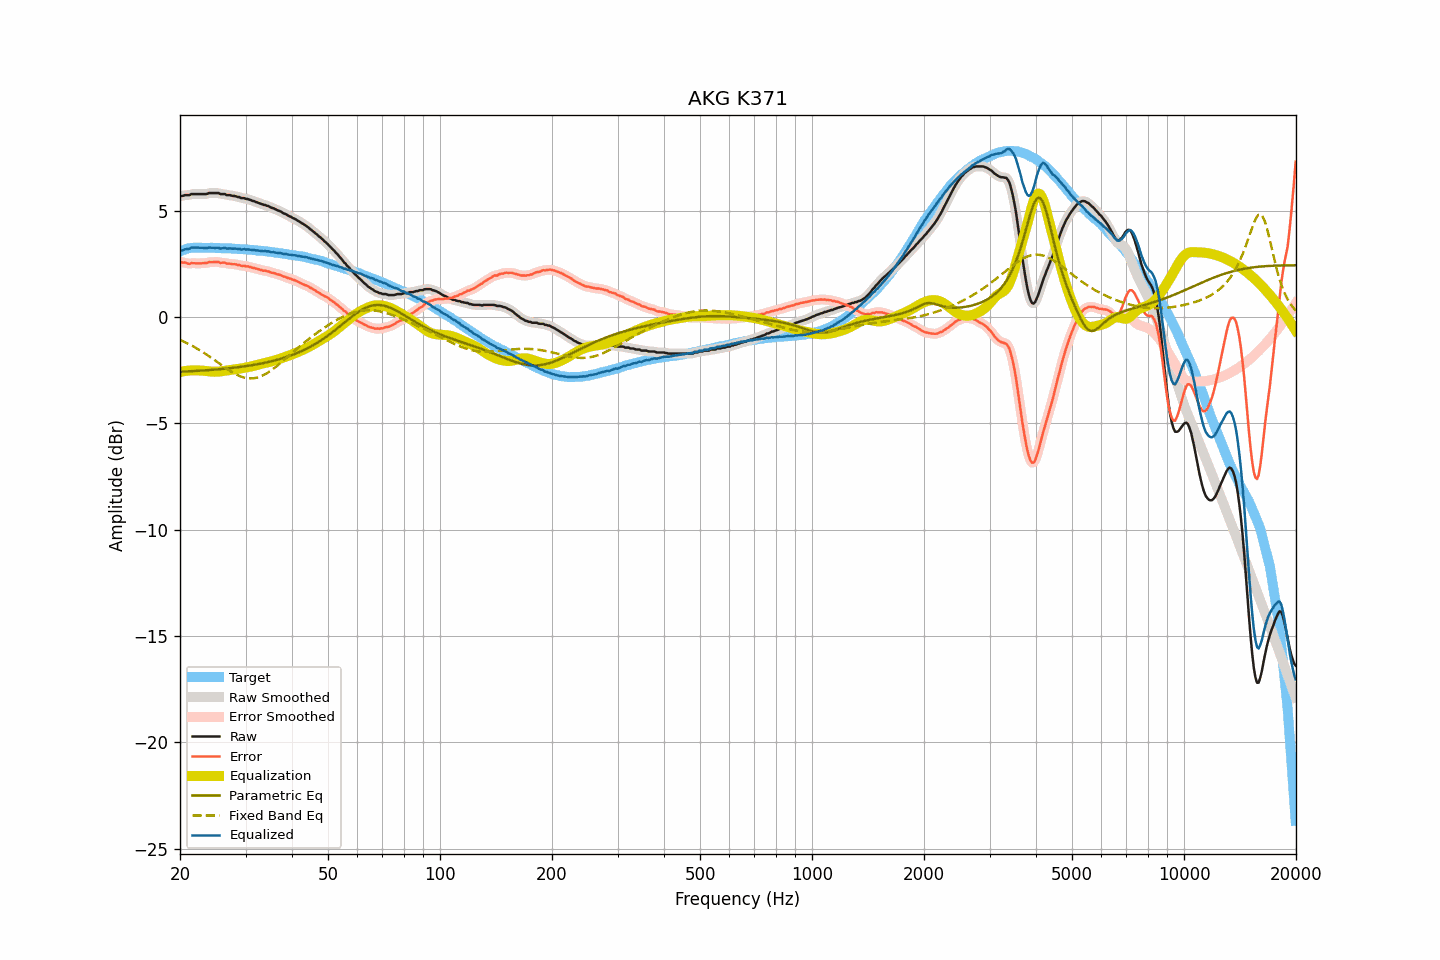 AKG K371
Amplitude (dBr)
5
0
−5
−10
−15
−20
−25
Target
Raw Smoothed
Error Smoothed
Raw
Error
Equalization
Parametric Eq
Fixed Band Eq
Equalized
20 50 100 200 500 1000 2000 5000 10000 20000
Frequency (Hz)